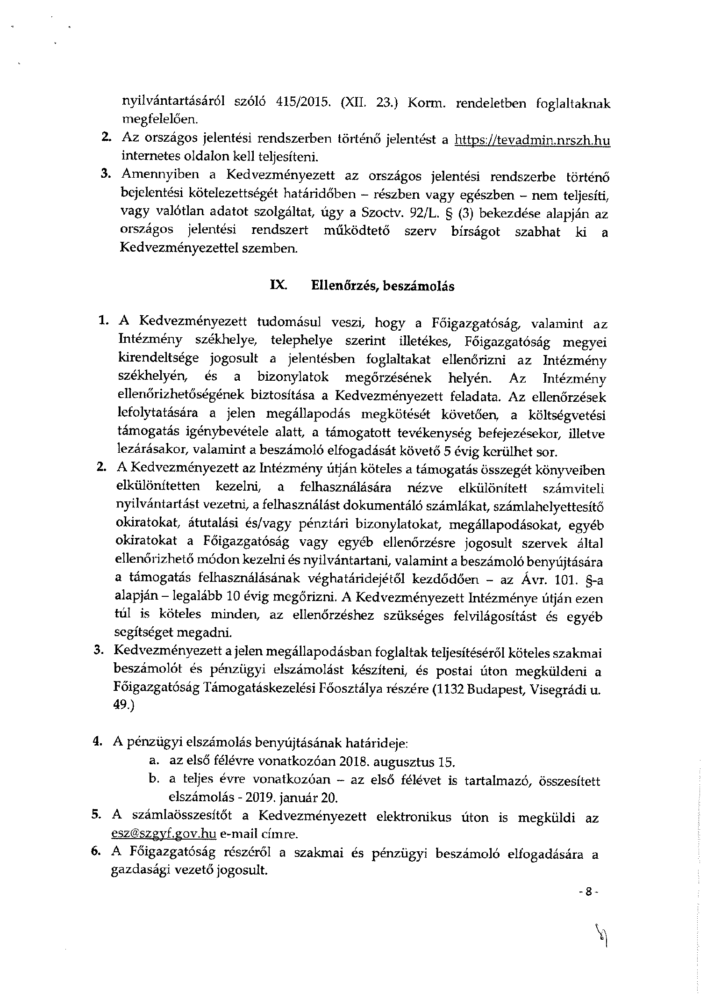 nyilvántartásáról szóló 415/2015. (XII. 23.) Korm. rendeletben foglaltaknak
megfelelően.
2. Az országos jelentési rendszerben történő jelentést a https://tevadmin.nrszh.hu
internetes oldalon kell teljesíteni.
3. Amennyiben a Kedvezményezett az országos jelentési rendszerbe történő
bejelentési kötelezettségét határidőben – részben vagy egészben – nem teljesíti,
vagy valótlan adatot szolgáltat, úgy a Szoctv. 92/L. § (3) bekezdése alapján az
országos jelentési rendszert működtető szerv bírságot szabhat ki a
Kedvezményezettel szemben.
IX. Ellenőrzés, beszámolás
1. A Kedvezményezett tudomásul veszi, hogy a Főigazgatóság, valamint az
Intézmény székhelye, telephelye szerint illetékes, Főigazgatóság megyei
kirendeltsége jogosult a jelentésben foglaltakat ellenőrizni az Intézmény
székhelyén, és a bizonylatok megőrzésének helyén. Az Intézmény
ellenőrizhetőségének biztosítása a Kedvezményezett feladata. Az ellenőrzések
lefolytatására a jelen megállapodás megkötését követően, a költségvetési
támogatás igénybevétele alatt, a támogatott tevékenység befejezésekor, illetve
lezárásakor, valamint a beszámoló elfogadását követő 5 évig kerülhet sor.
2. A Kedvezményezett az Intézmény útján köteles a támogatás összegét könyveiben
elkülönítetten kezelni, a felhasználására nézve elkülönített számviteli
nyilvántartást vezetni, a felhasználást dokumentáló számlákat, számlahelyettesítő
okiratokat, átutalási és/vagy pénztári bizonylatokat, megállapodásokat, egyéb
okiratokat a Főigazgatóság vagy egyéb ellenőrzésre jogosult szervek által
ellenőrizhető módon kezelni és nyilvántartani, valamint a beszámoló benyújtására
a támogatás felhasználásának véghatáridejétől kezdődően – az Ávr. 101. §-a
alapján – legalább 10 évig megőrizni. A Kedvezményezett Intézménye útján ezen
túl is köteles minden, az ellenőrzéshez szükséges felvilágosítást és egyéb
segítséget megadni.
3. Kedvezményezett a jelen megállapodásban foglaltak teljesítéséről köteles szakmai
beszámolót és pénzügyi elszámolást készíteni, és postai úton megküldeni a
Főigazgatóság Támogatáskezelési Főosztálya részére (1132 Budapest, Visegrádi u.
49.)
4. A pénzügyi elszámolás benyújtásának határideje:
a. az első félévre vonatkozóan 2018. augusztus 15.
b. a teljes évre vonatkozóan – az első félévet is tartalmazó, összesített
elszámolás - 2019. január 20.
5. A számlaösszesítőt a Kedvezményezett elektronikus úton is megküldi az
esz@szgyf.gov.hu e-mail címre.
6. A Főigazgatóság részéről a szakmai és pénzügyi beszámoló elfogadására a
gazdasági vezető jogosult.
- 8 -